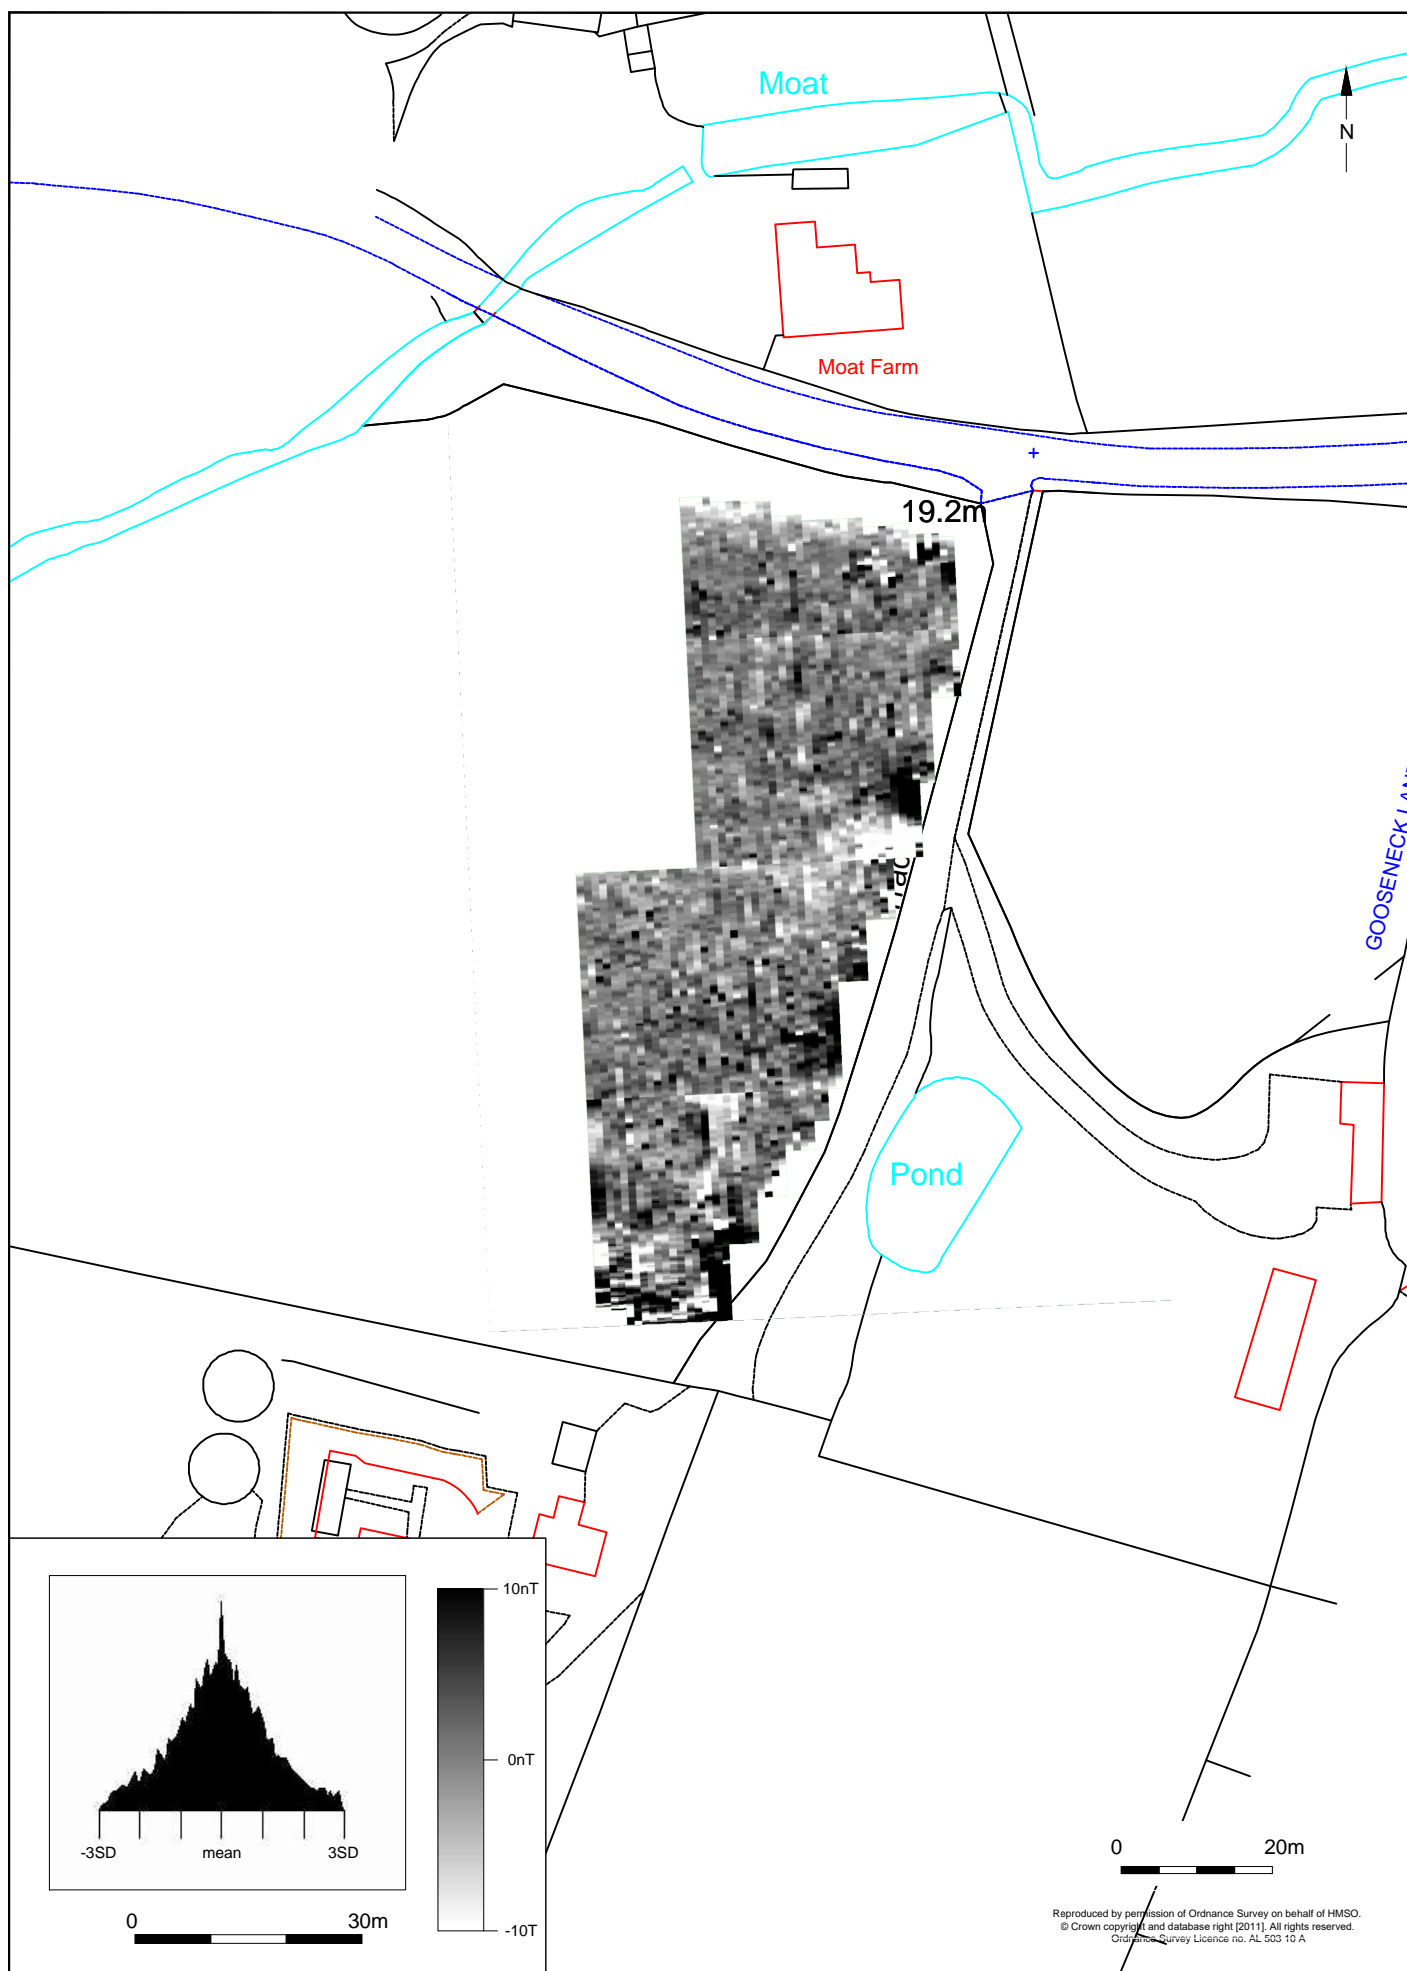 Moat
N
Moat Farm
19.2m
GOOSENECK
Pond
10nT
0nT
-10T
-3SD
mean
3SD
0
30m
0
20m
Reproduced by permission of Ordnance Survey on behalf of HMSO.
© Crown copyright and database right [2011]. All rights reserved.
Ordnance Survey Licence no. AL 503 10 A